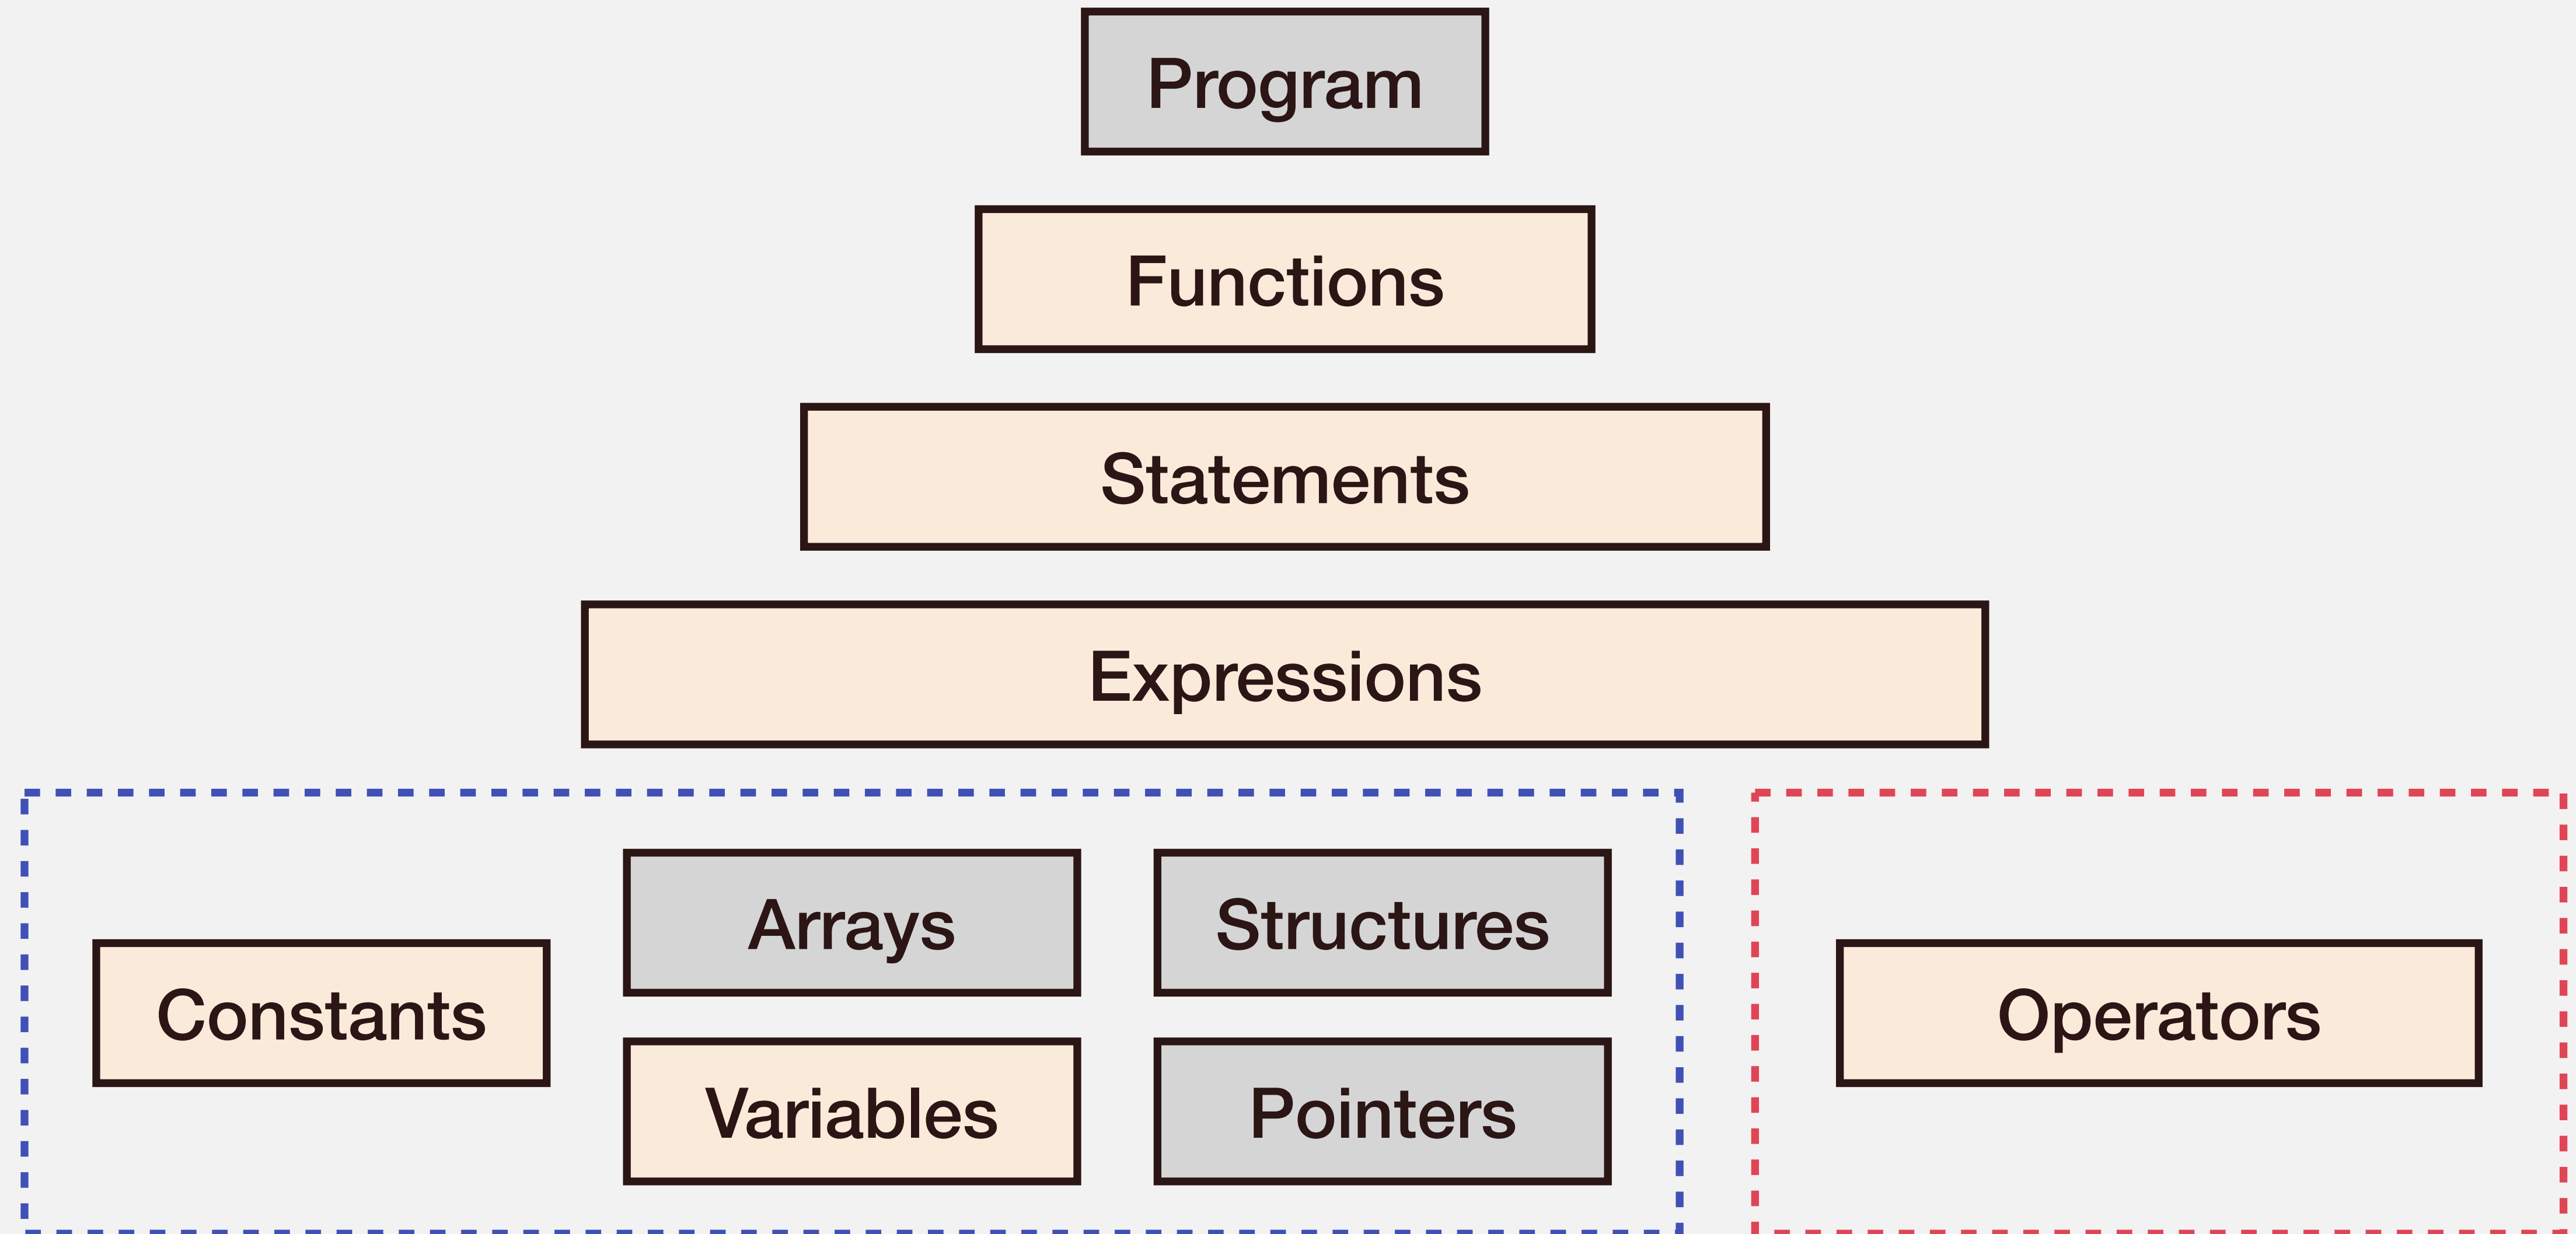 Program
Functions
Statements
Expressions
Arrays
Structures
Constants
Operators
Variables
Pointers